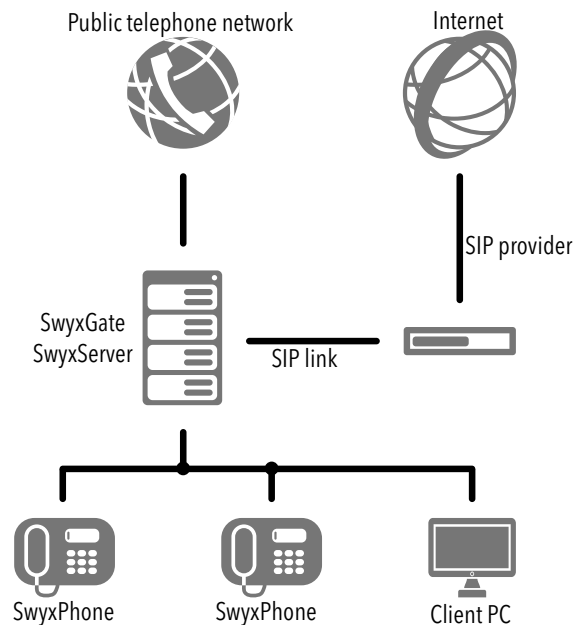 Public telephone network
Internet
SIP provider
SwyxGate
SwyxServer
SIP link
SwyxPhone
SwyxPhone
Client PC